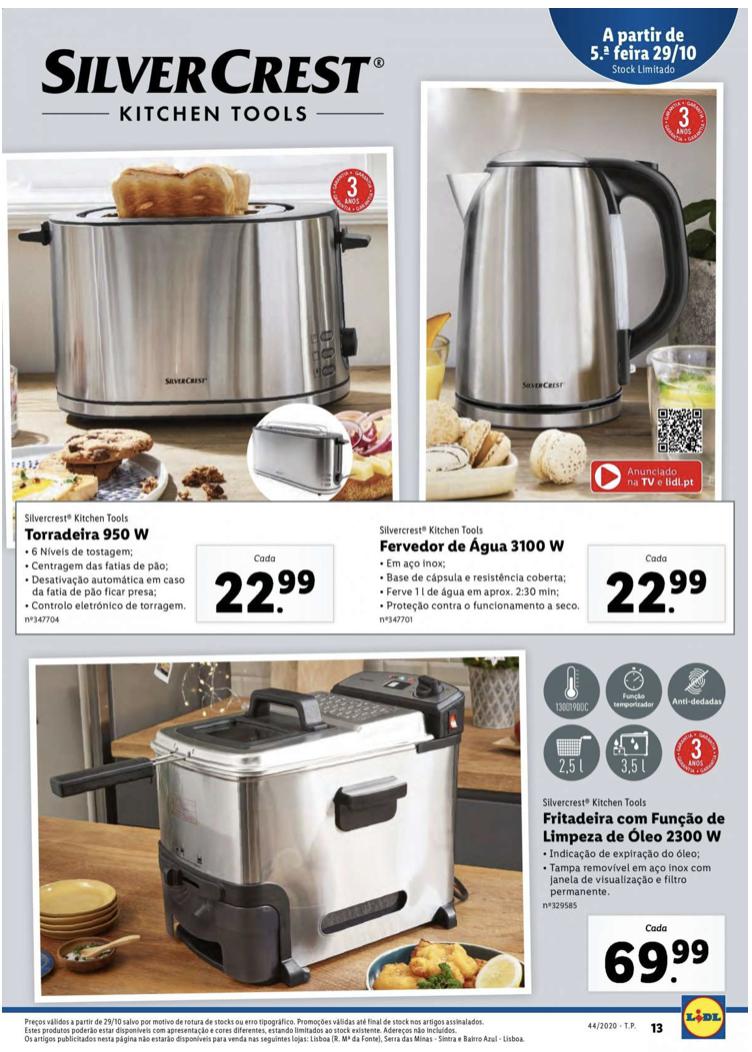 A partir de
5.ª feira 29/10
Stock Limitado
SILVERCREST®
KITCHEN TOOLS
GARANTIA • GARANTIA
3
ANOS
GARANTIA • GARANTIA
3
ANOS
SILVERCREST®
SILVERCREST®
Anunciado
na TV e lidl.pt
Silvercrest® Kitchen Tools
Torradeira 950 W
• 6 Níveis de tostagem;
• Centragem das fatias de pão;
• Desativação automática em caso
da fatia de pão ficar presa;
• Controlo eletrónico de torragem.
nº347704
Cada
22.99
Silvercrest® Kitchen Tools
Fervedor de Água 3100 W
• Em aço inox;
• Base de cápsula e resistência coberta;
• Ferve 1 l de água em aprox. 2:30 min;
• Proteção contra o funcionamento a seco.
nº347701
Cada
22.99
Função
temporizador
Anti-dedadas
2,5 l
3,5 l
GARANTIA • GARANTIA
3
ANOS
Silvercrest® Kitchen Tools
Fritadeira com Função de
Limpeza de Óleo 2300 W
• Indicação de expiração do óleo;
• Tampa removível em aço inox com
janela de visualização e filtro
permanente.
nº329585
Cada
69.99
Preços válidos a partir de 29/10 salvo por motivo de rotura de stocks ou erro tipográfico. Promoções válidas até final de stock nos artigos assinalados.
Estes produtos poderão estar disponíveis com apresentação e cores diferentes, estando limitados ao stock existente. Adereços não incluídos.
Os artigos publicitados nesta página não estarão disponíveis para venda nas seguintes lojas: Lisboa (R. Mª da Fonte), Serra das Minas - Sintra e Bairro Azul - Lisboa.
44/2020 - T.P.
13
LIDL